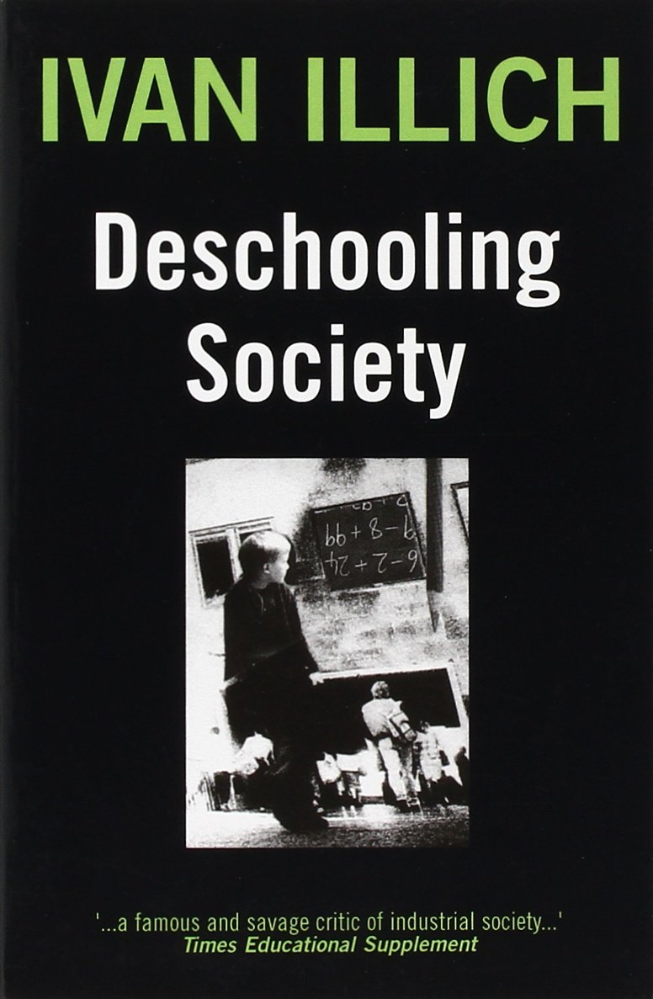 IVAN ILLICH
Deschooling
Society
9-8+99
6-2+24
'...a famous and savage critic of industrial society...'
Times Educational Supplement